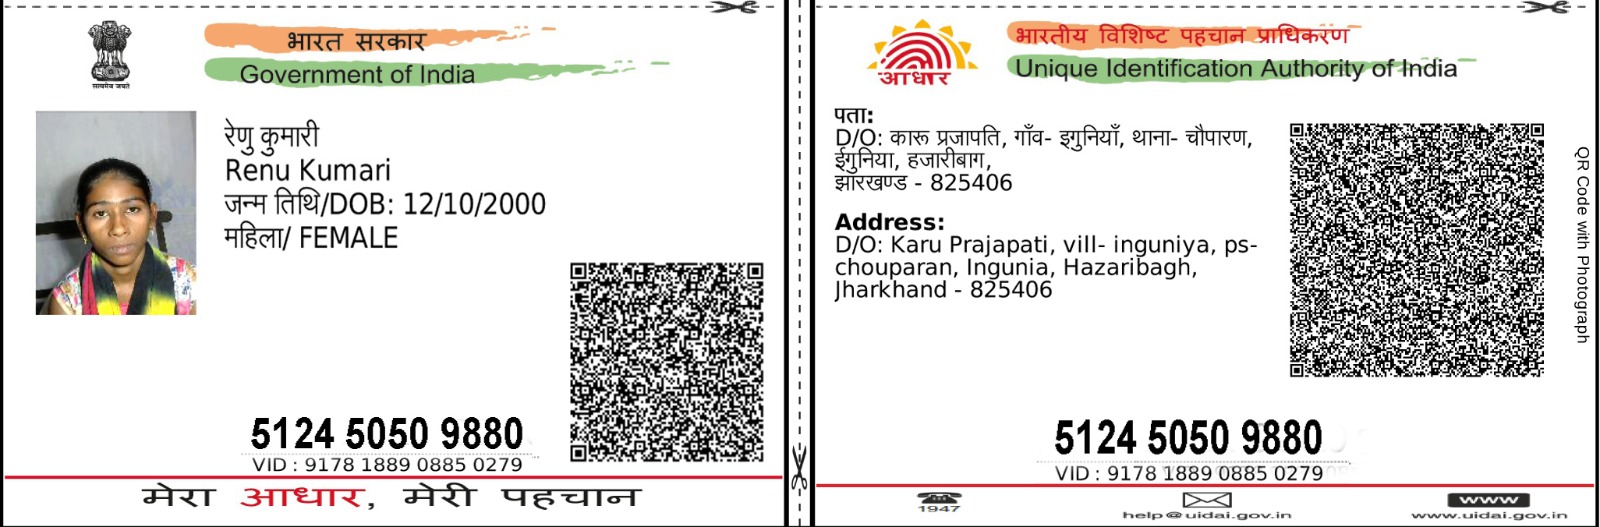 भारत सरकार
Government of India
सत्यमेव जयते
रेणु कुमारी
Renu Kumari
जन्म तिथि/DOB: 12/10/2000
महिला/ FEMALE
5124 5050 9880
VID : 9178 1889 0885 0279
मेरा आधार, मेरी पहचान
भारतीय विशिष्ट पहचान प्राधिकरण
Unique Identification Authority of India
आधार
पता:
D/O: कारू प्रजापति, गाँव- इगुनियाँ, थाना- चौपारण,
ईगुनिया, हजारीबाग,
झारखण्ड - 825406
Address:
D/O: Karu Prajapati, vill- inguniya, ps-
chouparan, Ingunia, Hazaribagh,
Jharkhand - 825406
QR Code with Photograph
5124 5050 9880
VID : 9178 1889 0885 0279
1947
help@uidai.gov.in
www
www.uidai.gov.in